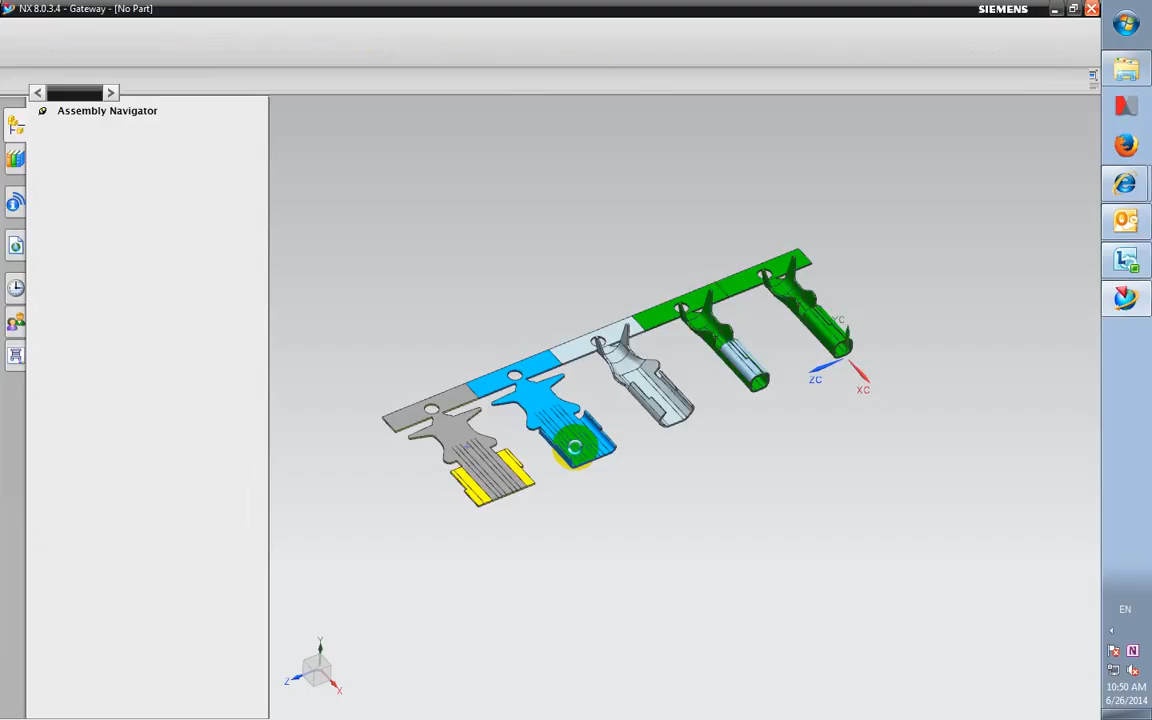 NX 8.0.3.4 - Gateway - [No Part]
SIEMENS
Assembly Navigator
YC
ZC
XC
Y
Z
X
EN
10:50 AM
6/26/2014